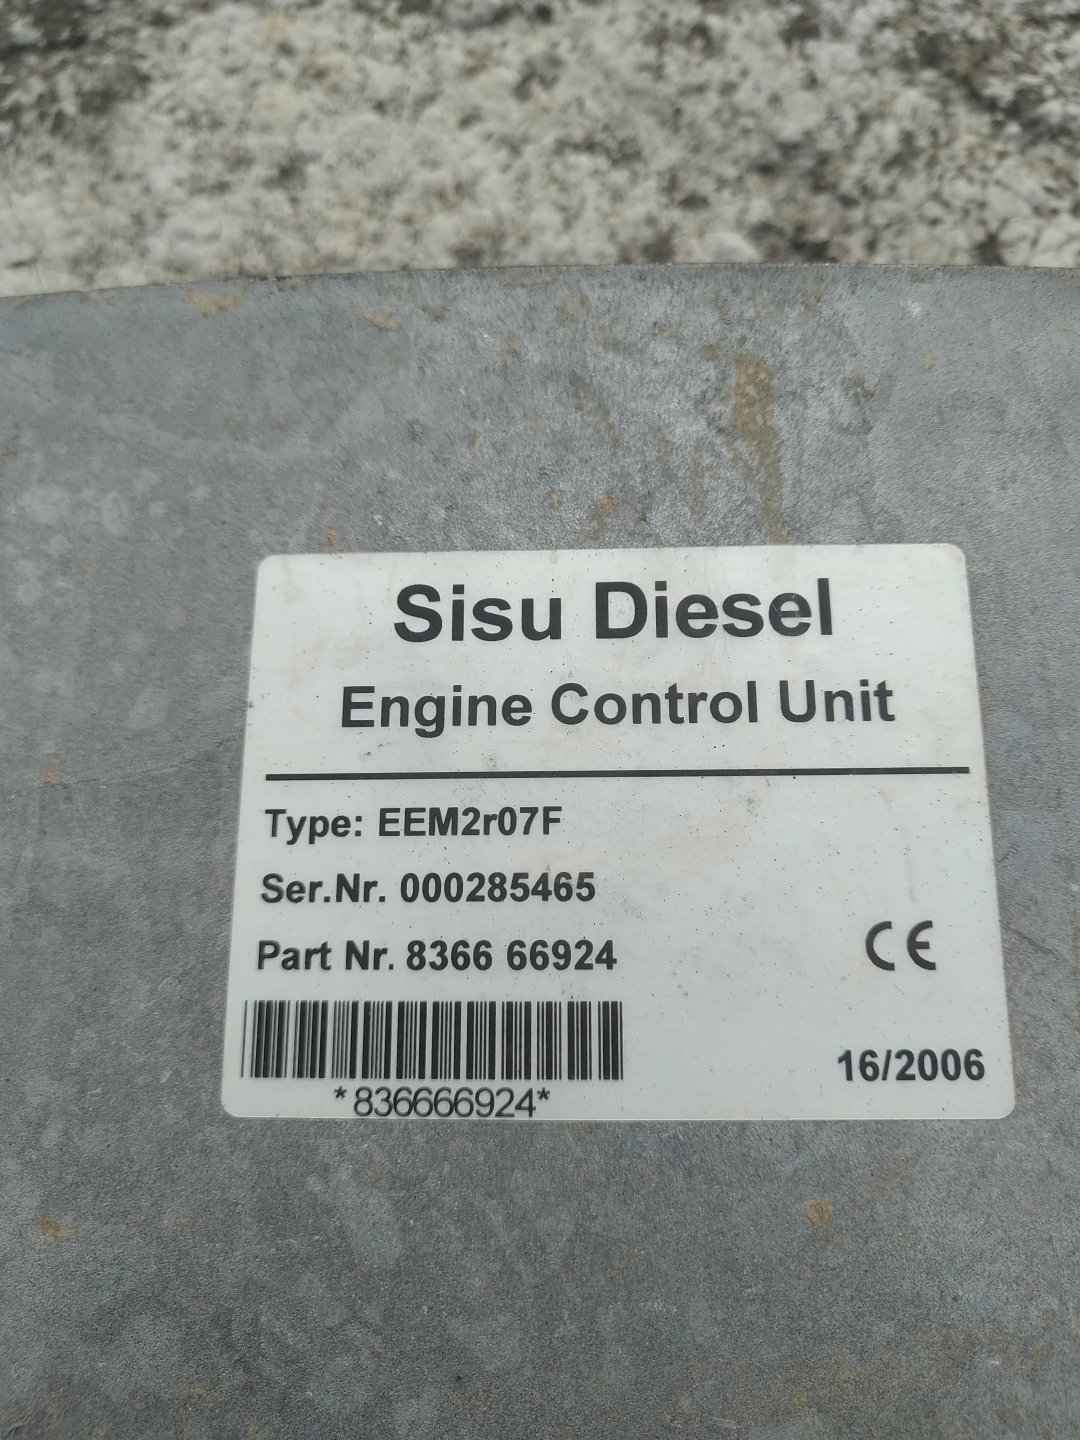 Sisu Diesel
Engine Control Unit
Type: EEM2r07F
Ser.Nr. 000285465
Part Nr. 8366 66924
CE
*836666924*
16/2006